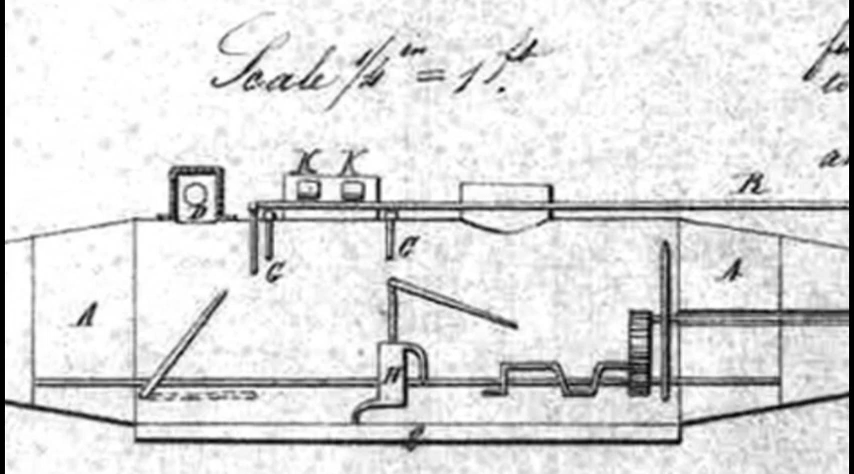 Scale 1/4 in = 1 ft.
K K
B
D
G G
A A
H